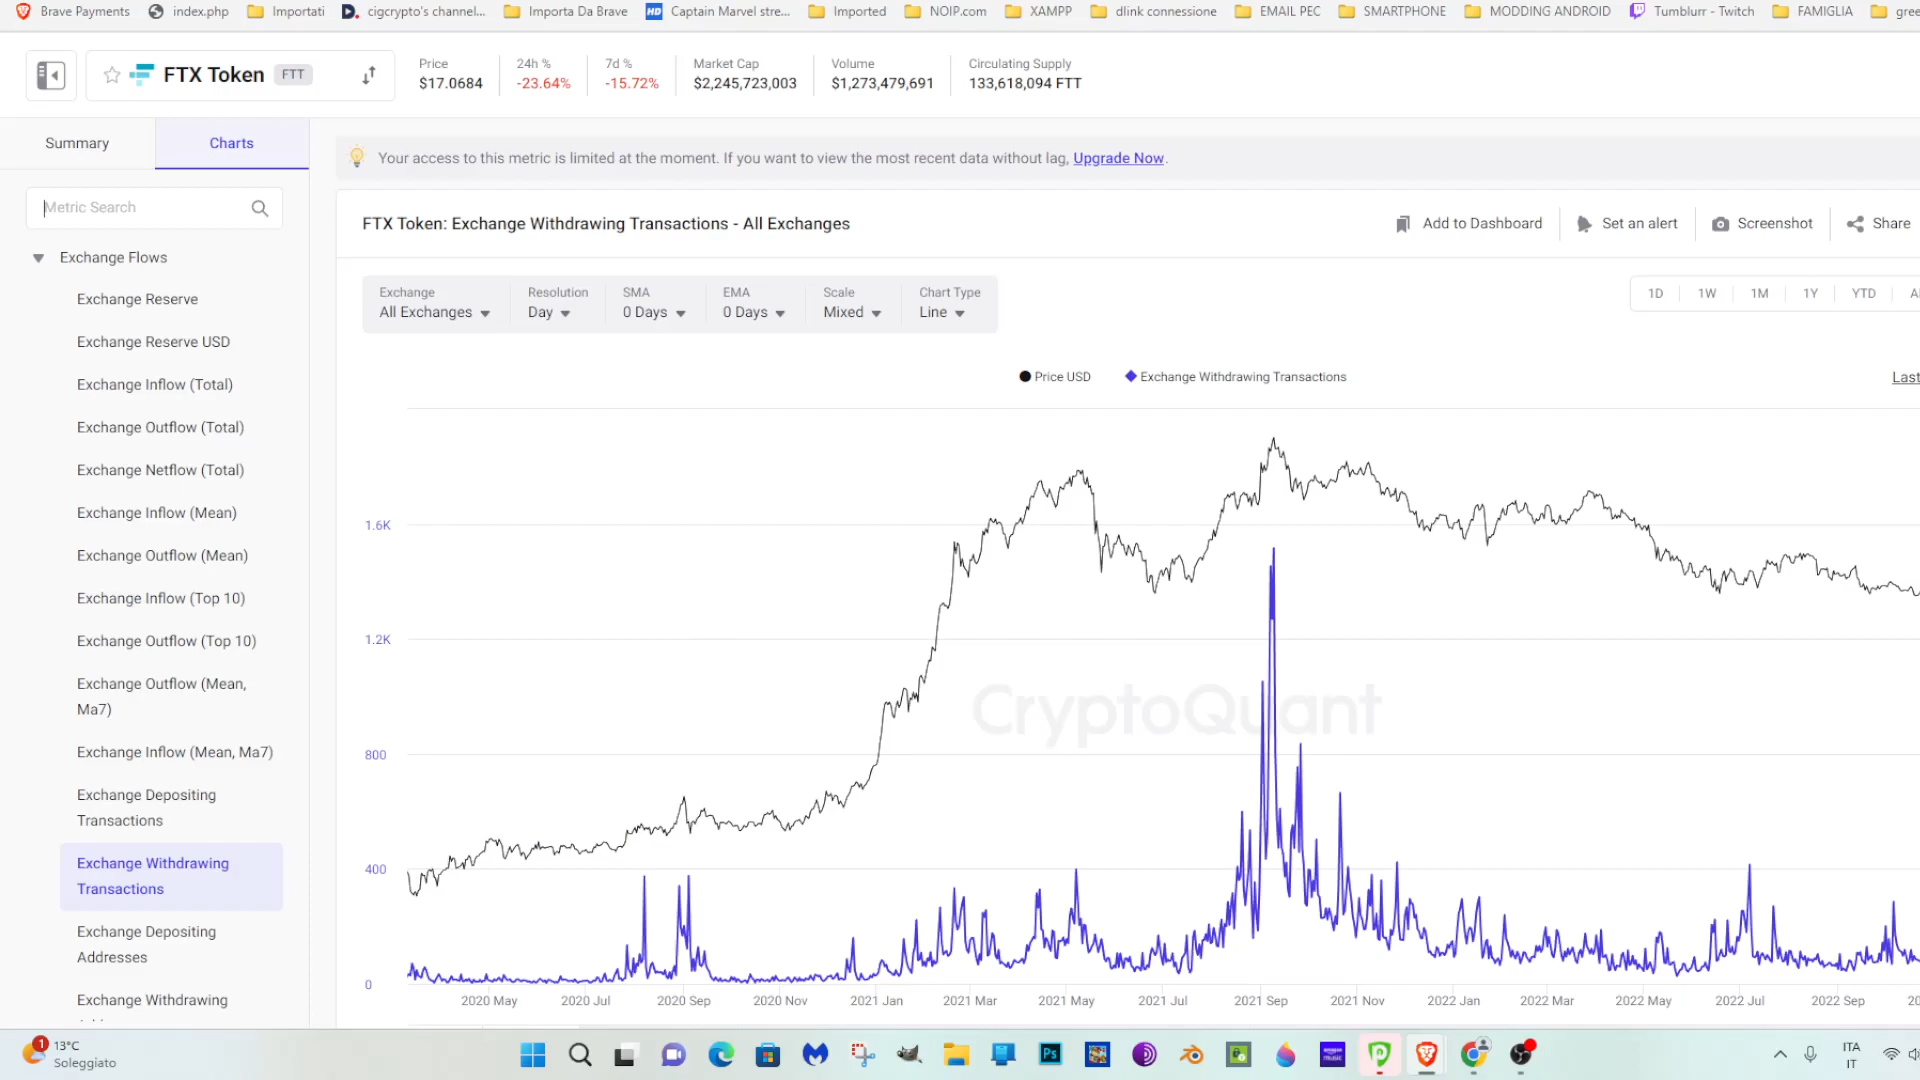 Brave Payments index.php Importati cigcrypto's channel... Importa Da Brave Captain Marvel stre... Imported NOIP.com XAMPP dlink connessione EMAIL PEC SMARTPHONE MODDING ANDROID Tumblurr - Twitch FAMIGLIA gree
FTX Token FTT
Price 24h % 7d % Market Cap Volume Circulating Supply
$17.0684 -23.64% -15.72% $2,245,723,003 $1,273,479,691 133,618,094 FTT
Summary Charts
Your access to this metric is limited at the moment. If you want to view the most recent data without lag, Upgrade Now.
Metric Search
Exchange Flows
Exchange Reserve
Exchange Reserve USD
Exchange Inflow (Total)
Exchange Outflow (Total)
Exchange Netflow (Total)
Exchange Inflow (Mean)
Exchange Outflow (Mean)
Exchange Inflow (Top 10)
Exchange Outflow (Top 10)
Exchange Outflow (Mean,
Ma7)
Exchange Inflow (Mean, Ma7)
Exchange Depositing
Transactions
Exchange Withdrawing
Transactions
Exchange Depositing
Addresses
Exchange Withdrawing
FTX Token: Exchange Withdrawing Transactions - All Exchanges
Add to Dashboard Set an alert Screenshot Share
Exchange Resolution SMA EMA Scale Chart Type
All Exchanges Day 0 Days 0 Days Mixed Line
1D 1W 1M 1Y YTD A
Price USD Exchange Withdrawing Transactions
Last
1.6K
1.2K
CryptoQuant
800
400
0
2020 May 2020 Jul 2020 Sep 2020 Nov 2021 Jan 2021 Mar 2021 May 2021 Jul 2021 Sep 2021 Nov 2022 Jan 2022 Mar 2022 May 2022 Jul 2022 Sep 20
1
13°C
Soleggiato
Ps
ITA
IT